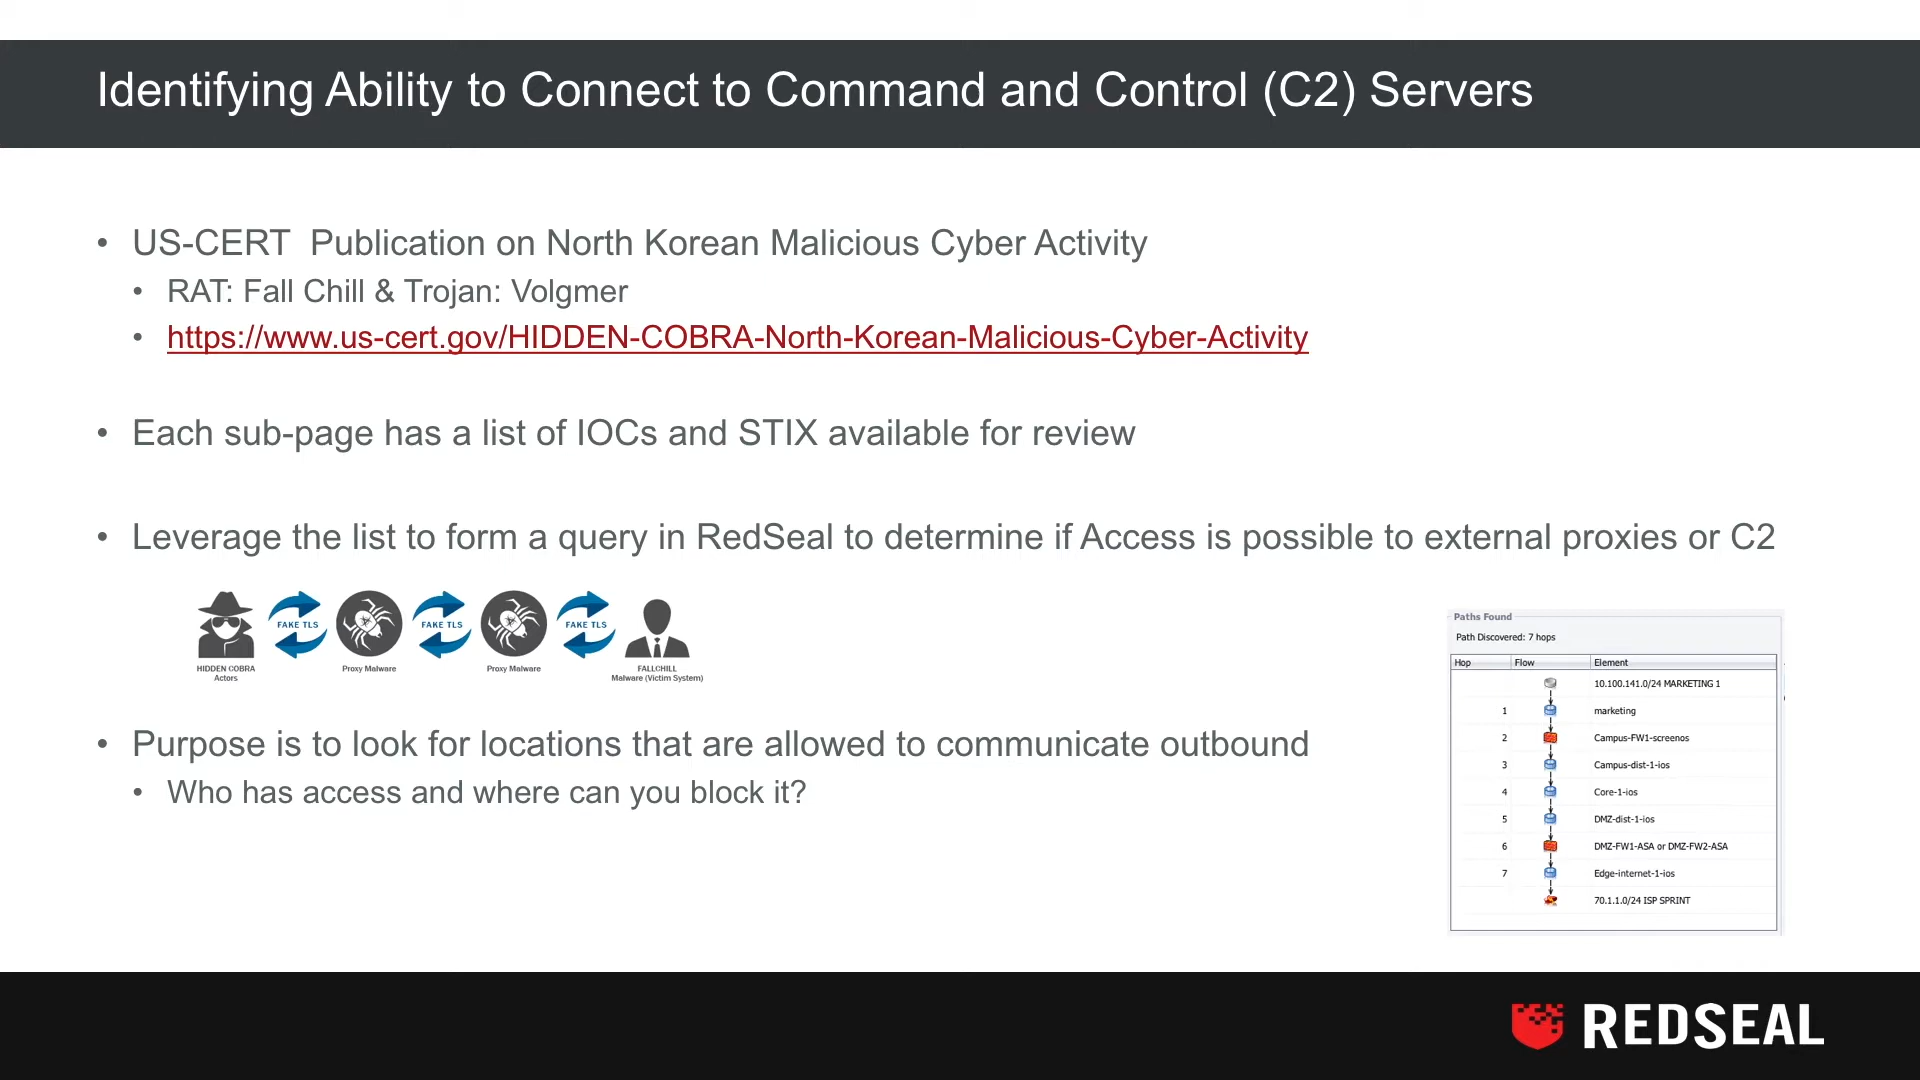 Identifying Ability to Connect to Command and Control (C2) Servers
• US-CERT  Publication on North Korean Malicious Cyber Activity
• RAT: Fall Chill & Trojan: Volgmer
• https://www.us-cert.gov/HIDDEN-COBRA-North-Korean-Malicious-Cyber-Activity
• Each sub-page has a list of IOCs and STIX available for review
• Leverage the list to form a query in RedSeal to determine if Access is possible to external proxies or C2
FAKE TLS FAKE TLS FAKE TLS
HIDDEN COBRA Proxy Malware Proxy Malware FALLCHILL
Actors Malware (Victim System)
• Purpose is to look for locations that are allowed to communicate outbound
• Who has access and where can you block it?
Paths Found
Path Discovered: 7 hops
Hop Flow Element
10.100.141.0/24 MARKETING 1
1 marketing
2 Campus-FW1-screenos
3 Campus-dist-1-ios
4 Core-1-ios
5 DMZ-dist-1-ios
6 DMZ-FW1-ASA or DMZ-FW2-ASA
7 Edge-internet-1-ios
70.1.1.0/24 ISP SPRINT
REDSEAL